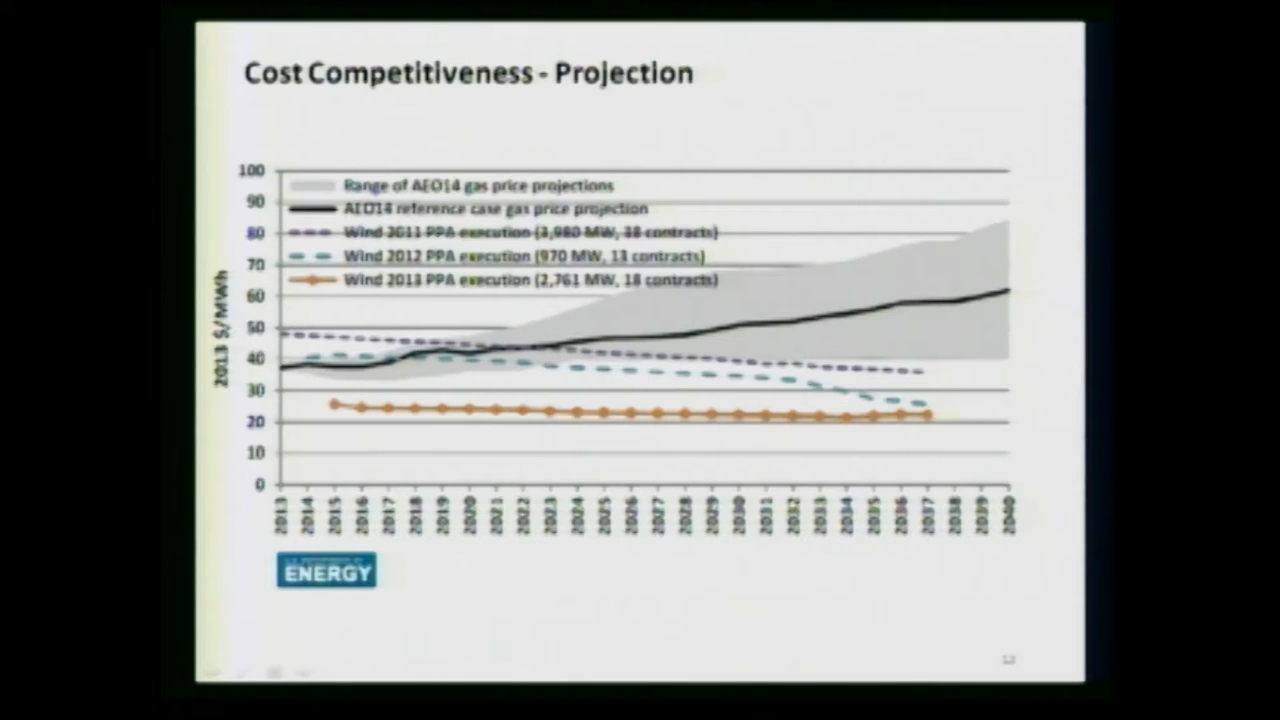 Cost Competitiveness - Projection
100
90
80
70
60
50
40
30
20
10
0
2013 $/MWh
Range of AEO14 gas price projections
AEO14 reference case gas price projection
Wind 2011 PPA execution (3,980 MW, 38 contracts)
Wind 2012 PPA execution (970 MW, 13 contracts)
Wind 2013 PPA execution (2,761 MW, 18 contracts)
2013 2014 2015 2016 2017 2018 2019 2020 2021 2022 2023 2024 2025 2026 2027 2028 2029 2030 2031 2032 2033 2034 2035 2036 2037 2038 2039 2040
ENERGY